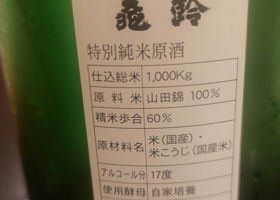 亀齢
特別純米原酒
仕込総米 1,000Kg
原料米 山田錦 100%
精米歩合 60%
原材料名 米(国産)・
米こうじ(国産米)
アルコール分 17度
使用酵母 自家培養